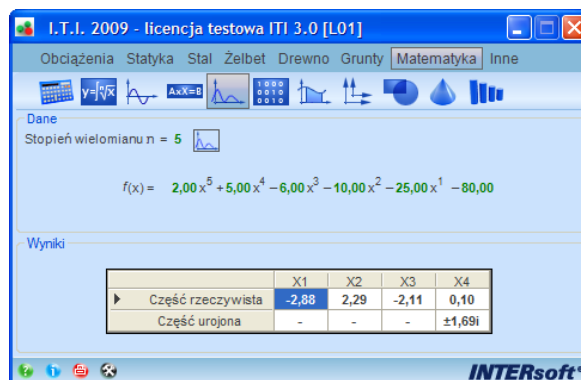 I.T.I. 2009 - licencja testowa ITI 3.0 [L01]
Obciążenia Statyka Stal Żelbet Drewno Grunty Matematyka Inne
y=∫√x AxX=B 1000 0010 0010
Dane
Stopień wielomianu n = 5
f(x) = 2,00 x⁵ + 5,00 x⁴ − 6,00 x³ − 10,00 x² − 25,00 x¹ − 80,00
Wyniki
X1 X2 X3 X4
Część rzeczywista -2,88 2,29 -2,11 0,10
Część urojona - - - ±1,69i
INTERsoft